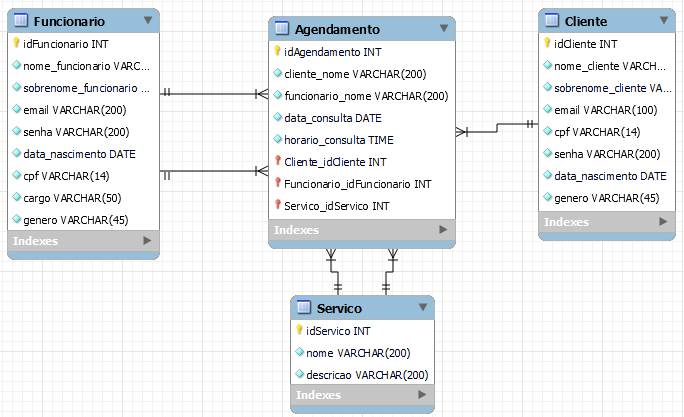 Funcionario
idFuncionario INT
nome_funcionario VARC...
sobrenome_funcionario ...
email VARCHAR(200)
senha VARCHAR(200)
data_nascimento DATE
cpf VARCHAR(14)
cargo VARCHAR(50)
genero VARCHAR(45)
Indexes
Agendamento
idAgendamento INT
cliente_nome VARCHAR(200)
funcionario_nome VARCHAR(200)
data_consulta DATE
horario_consulta TIME
Cliente_idCliente INT
Funcionario_idFuncionario INT
Servico_idServico INT
Indexes
Cliente
idCliente INT
nome_cliente VARCH...
sobrenome_cliente VA...
email VARCHAR(100)
cpf VARCHAR(14)
senha VARCHAR(200)
data_nascimento DATE
genero VARCHAR(45)
Indexes
Servico
idServico INT
nome VARCHAR(200)
descricao VARCHAR(200)
Indexes